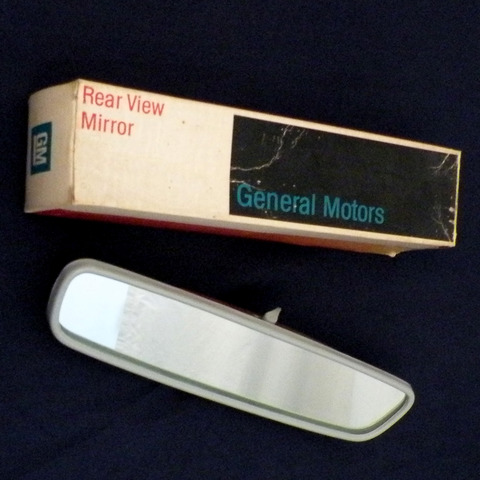 Rear View
Mirror
GM
General Motors